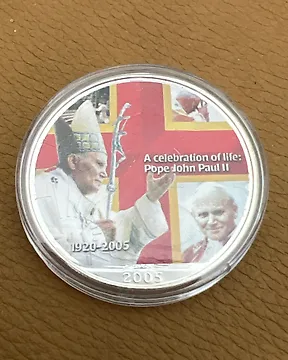 A celebration of life:
Pope John Paul II
1920-2005
2005